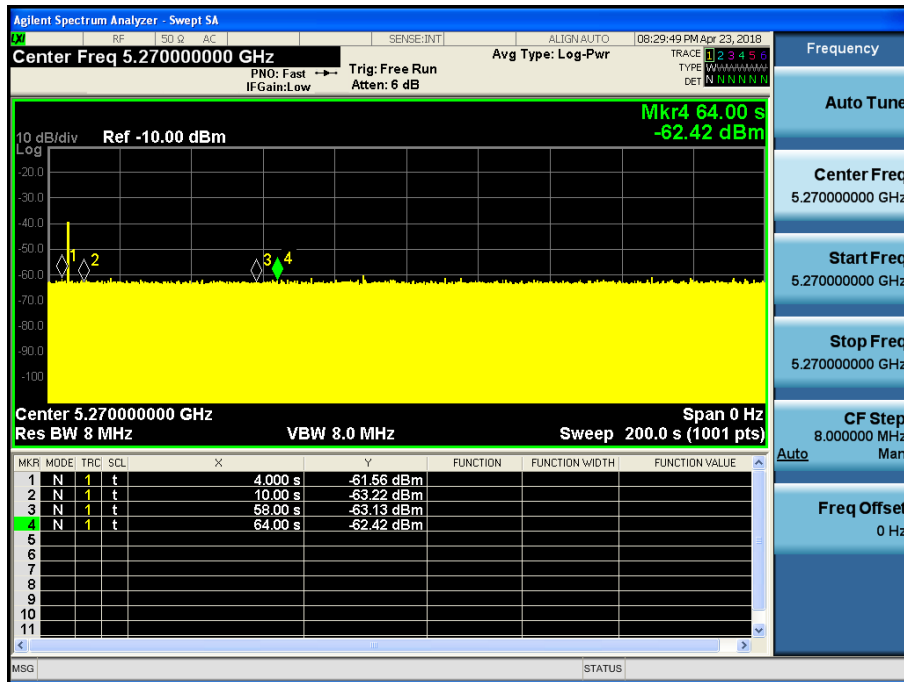 Agilent Spectrum Analyzer - Swept SA
LXI RF 50 Ω AC SENSE:INT ALIGN AUTO 08:29:49 PM Apr 23, 2018
Center Freq 5.270000000 GHz
PNO: Fast
IFGain:Low
Trig: Free Run
Atten: 6 dB
Avg Type: Log-Pwr
TRACE 1 2 3 4 5 6
TYPE WWWWWW
DET N N N N N N
Mkr4 64.00 s
-62.42 dBm
10 dB/div Ref -10.00 dBm
Log
-20.0
-30.0
-40.0
-50.0
-60.0
-70.0
-80.0
-90.0
-100
1 2 3 4
Center 5.270000000 GHz Span 0 Hz
Res BW 8 MHz VBW 8.0 MHz Sweep 200.0 s (1001 pts)
MKR MODE TRC SCL X Y FUNCTION FUNCTION WIDTH FUNCTION VALUE
1 N 1 t 4.000 s -61.56 dBm
2 N 1 t 10.00 s -63.22 dBm
3 N 1 t 58.00 s -63.13 dBm
4 N 1 t 64.00 s -62.42 dBm
5
6
7
8
9
10
11
MSG STATUS
Frequency
Auto Tune
Center Freq
5.270000000 GHz
Start Freq
5.270000000 GHz
Stop Freq
5.270000000 GHz
CF Step
8.000000 MHz
Auto Man
Freq Offset
0 Hz